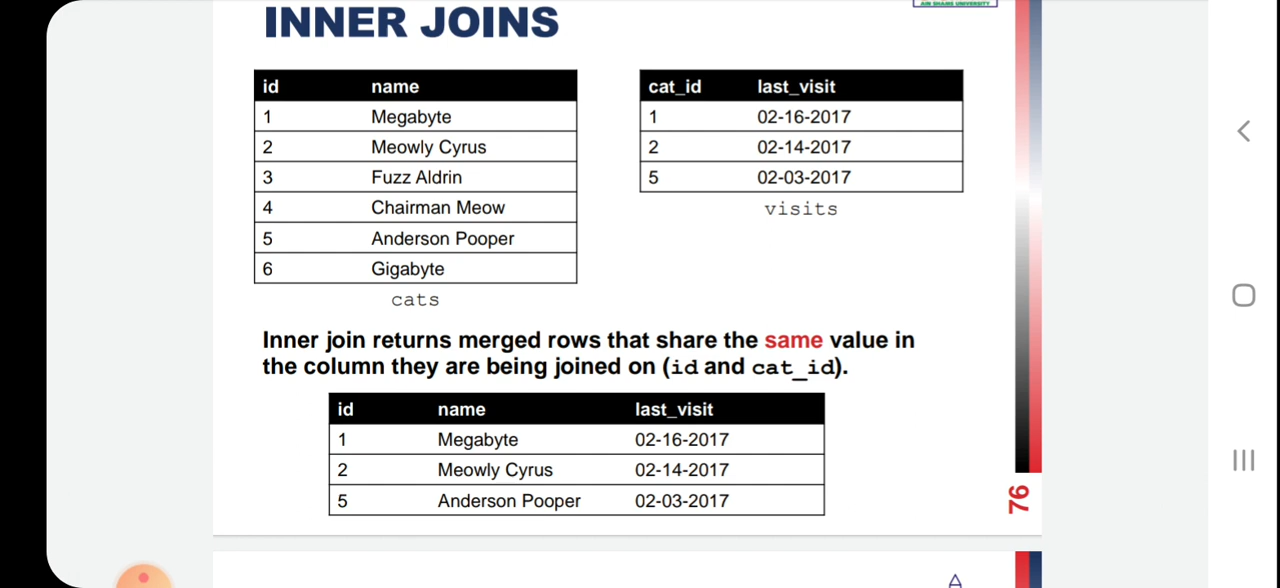 AIN SHAMS UNIVERSITY
INNER JOINS
id name
1 Megabyte
2 Meowly Cyrus
3 Fuzz Aldrin
4 Chairman Meow
5 Anderson Pooper
6 Gigabyte
cats
cat_id last_visit
1 02-16-2017
2 02-14-2017
5 02-03-2017
visits
Inner join returns merged rows that share the same value in
the column they are being joined on (id and cat_id).
id name last_visit
1 Megabyte 02-16-2017
2 Meowly Cyrus 02-14-2017
5 Anderson Pooper 02-03-2017
76